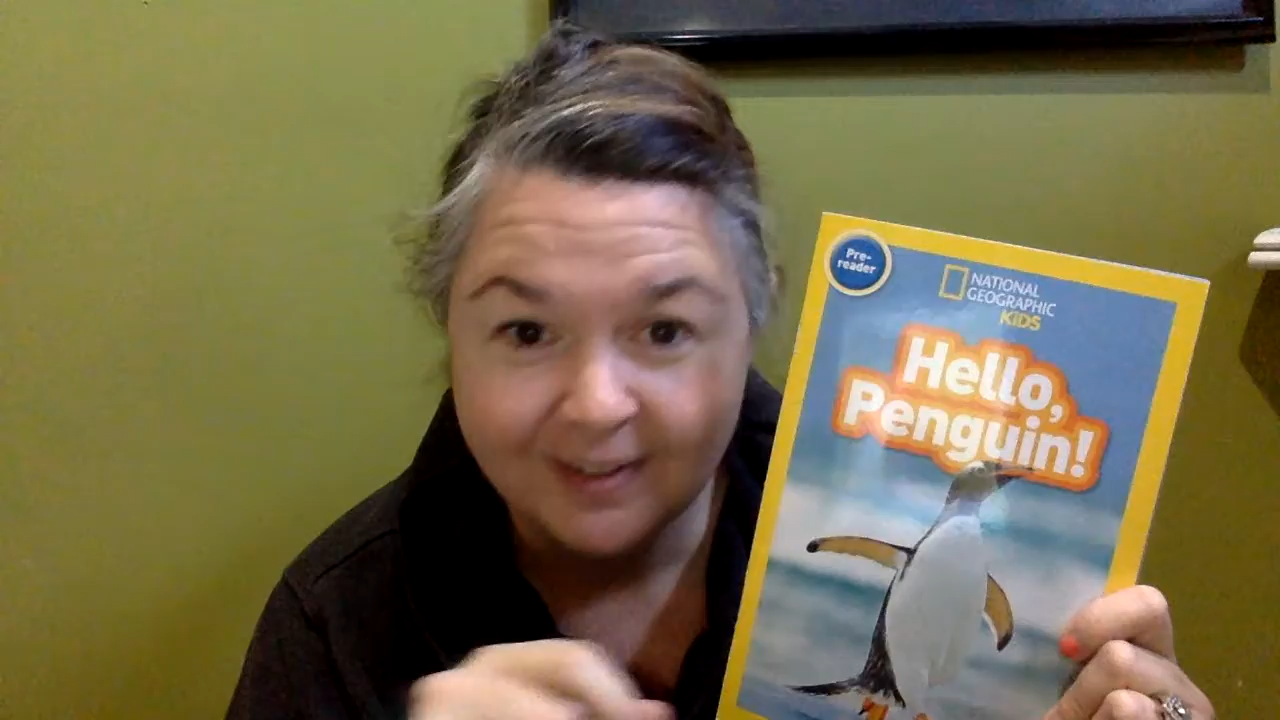 Pre-
reader
NATIONAL
GEOGRAPHIC
KiDS
Hello,
Penguin!